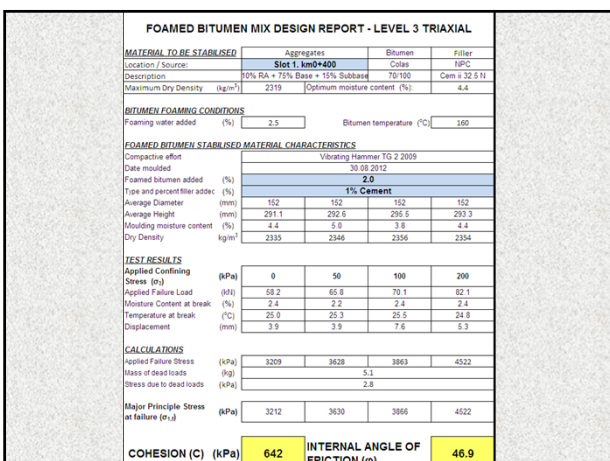 FOAMED BITUMEN MIX DESIGN REPORT - LEVEL 3 TRIAXIAL
MATERIAL TO BE STABILISED Aggregates Bitumen Filler
Location / Source: Slot 1. km0+400 Colas NPC
Description 10% RA + 75% Base + 15% Subbase 70/100 Cem ii 32.5 N
Maximum Dry Density (kg/m³) 2319 Optimum moisture content (%): 4.4
BITUMEN FOAMING CONDITIONS
Foaming water added (%) 2.5 Bitumen temperature (°C) 160
FOAMED BITUMEN STABILISED MATERIAL CHARACTERISTICS
Compactive effort Vibrating Hammer TG 2 2009
Date moulded 30.08.2012
Foamed bitumen added (%) 2.0
Type and percent filler added (%) 1% Cement
Average Diameter (mm) 152 152 152 152
Average Height (mm) 291.1 292.6 295.5 293.3
Moulding moisture content (%) 4.4 5.0 3.8 4.4
Dry Density kg/m³ 2335 2346 2356 2354
TEST RESULTS
Applied Confining Stress (σ₃) (kPa) 0 50 100 200
Applied Failure Load (kN) 58.2 65.8 70.1 82.1
Moisture Content at break (%) 2.4 2.2 2.4 2.4
Temperature at break (°C) 25.0 25.3 25.5 24.8
Displacement (mm) 3.9 3.9 7.6 5.3
CALCULATIONS
Applied Failure Stress (kPa) 3209 3628 3863 4522
Mass of dead loads (kg) 5.1
Stress due to dead loads (kPa) 2.8
Major Principle Stress at failure (σ₁,f) (kPa) 3212 3630 3866 4522
COHESION (C) (kPa) 642 INTERNAL ANGLE OF FRICTION (φ) 46.9